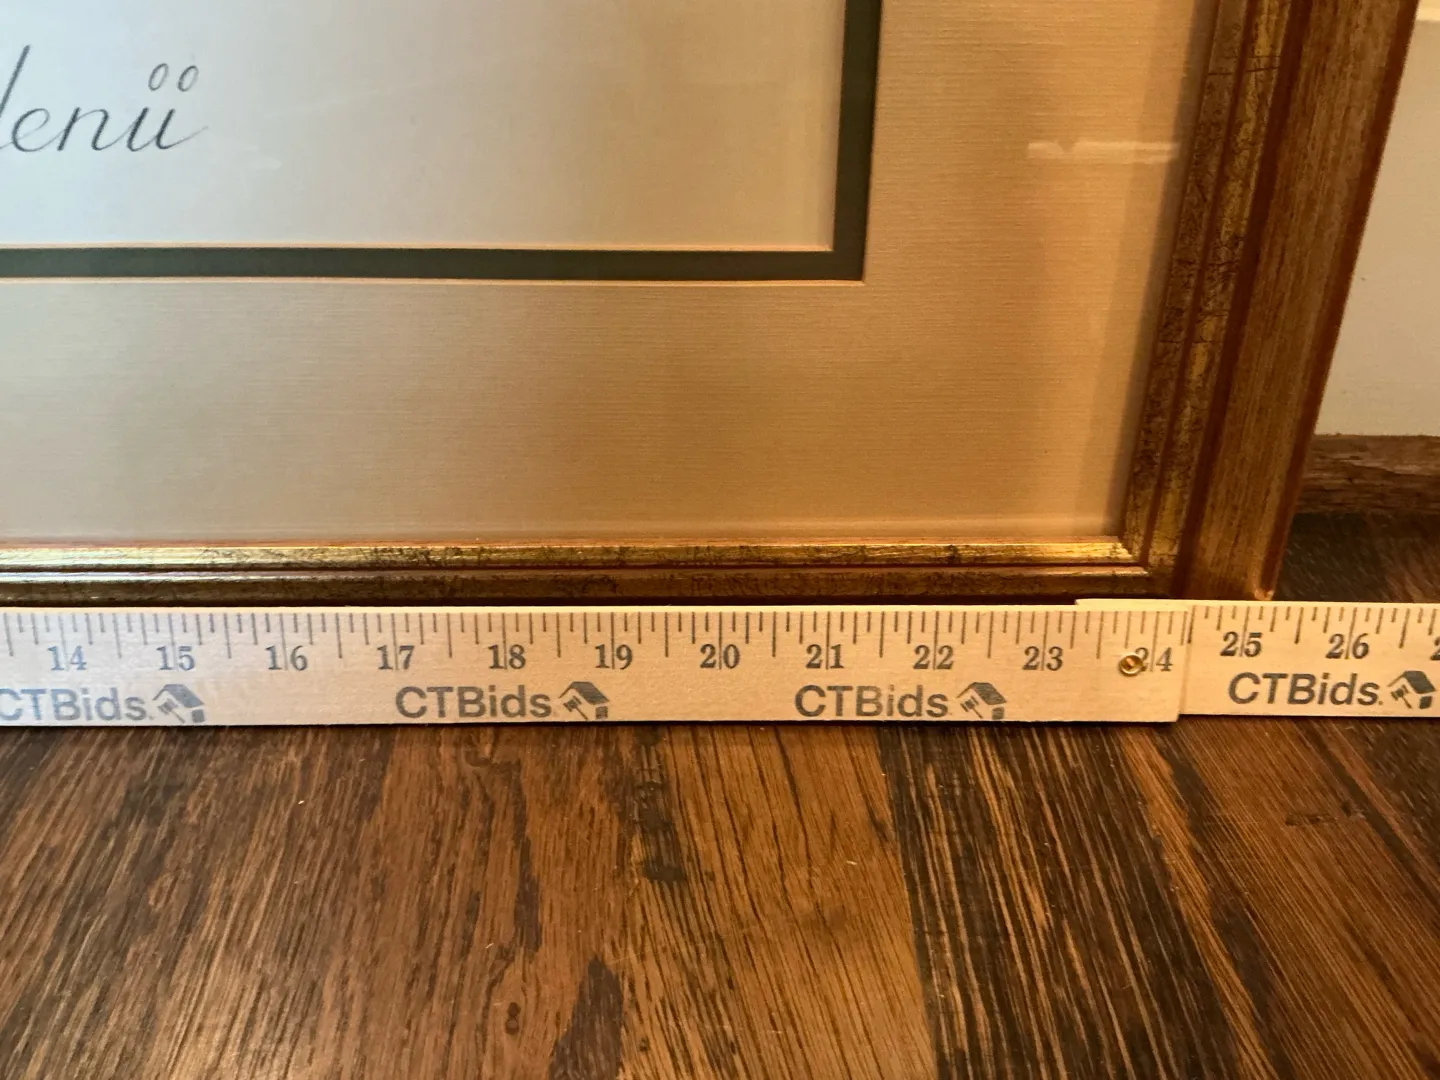 lenü
14 15 16 17 18 19 20 21 22 23 24 25 26
CTBids. CTBids CTBids CTBids.